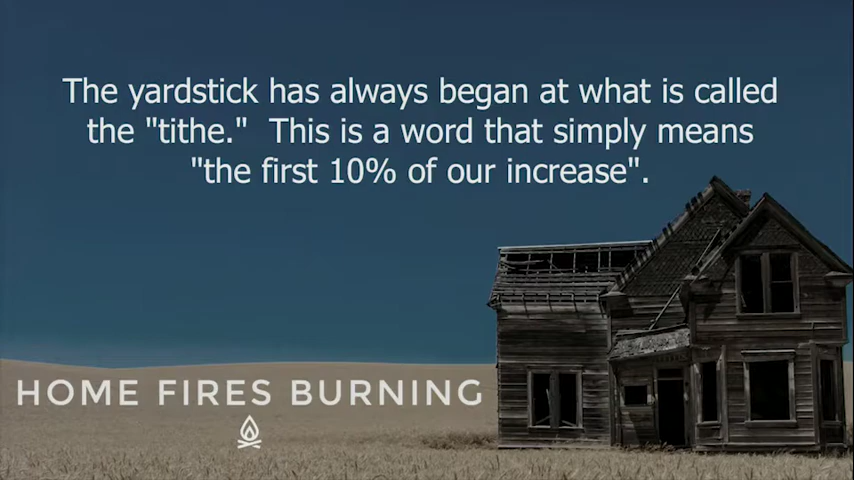 The yardstick has always began at what is called
the "tithe."  This is a word that simply means
"the first 10% of our increase".
HOME FIRES BURNING